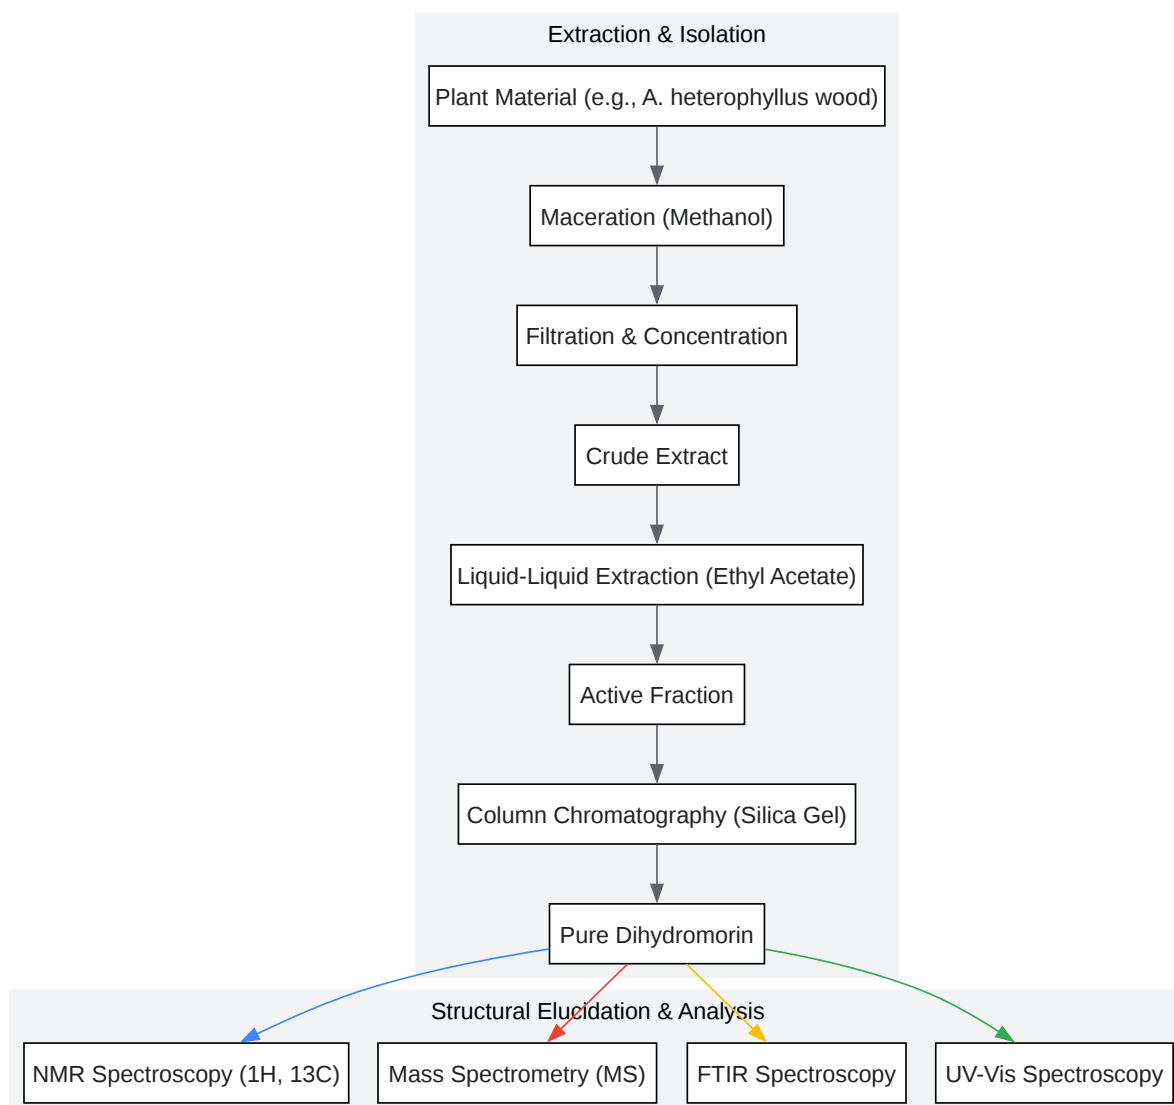 Extraction & Isolation
Plant Material (e.g., A. heterophyllus wood)
Maceration (Methanol)
Filtration & Concentration
Crude Extract
Liquid-Liquid Extraction (Ethyl Acetate)
Active Fraction
Column Chromatography (Silica Gel)
Pure Dihydromorin
Structural Elucidation & Analysis
NMR Spectroscopy (1H, 13C)
Mass Spectrometry (MS)
FTIR Spectroscopy
UV-Vis Spectroscopy